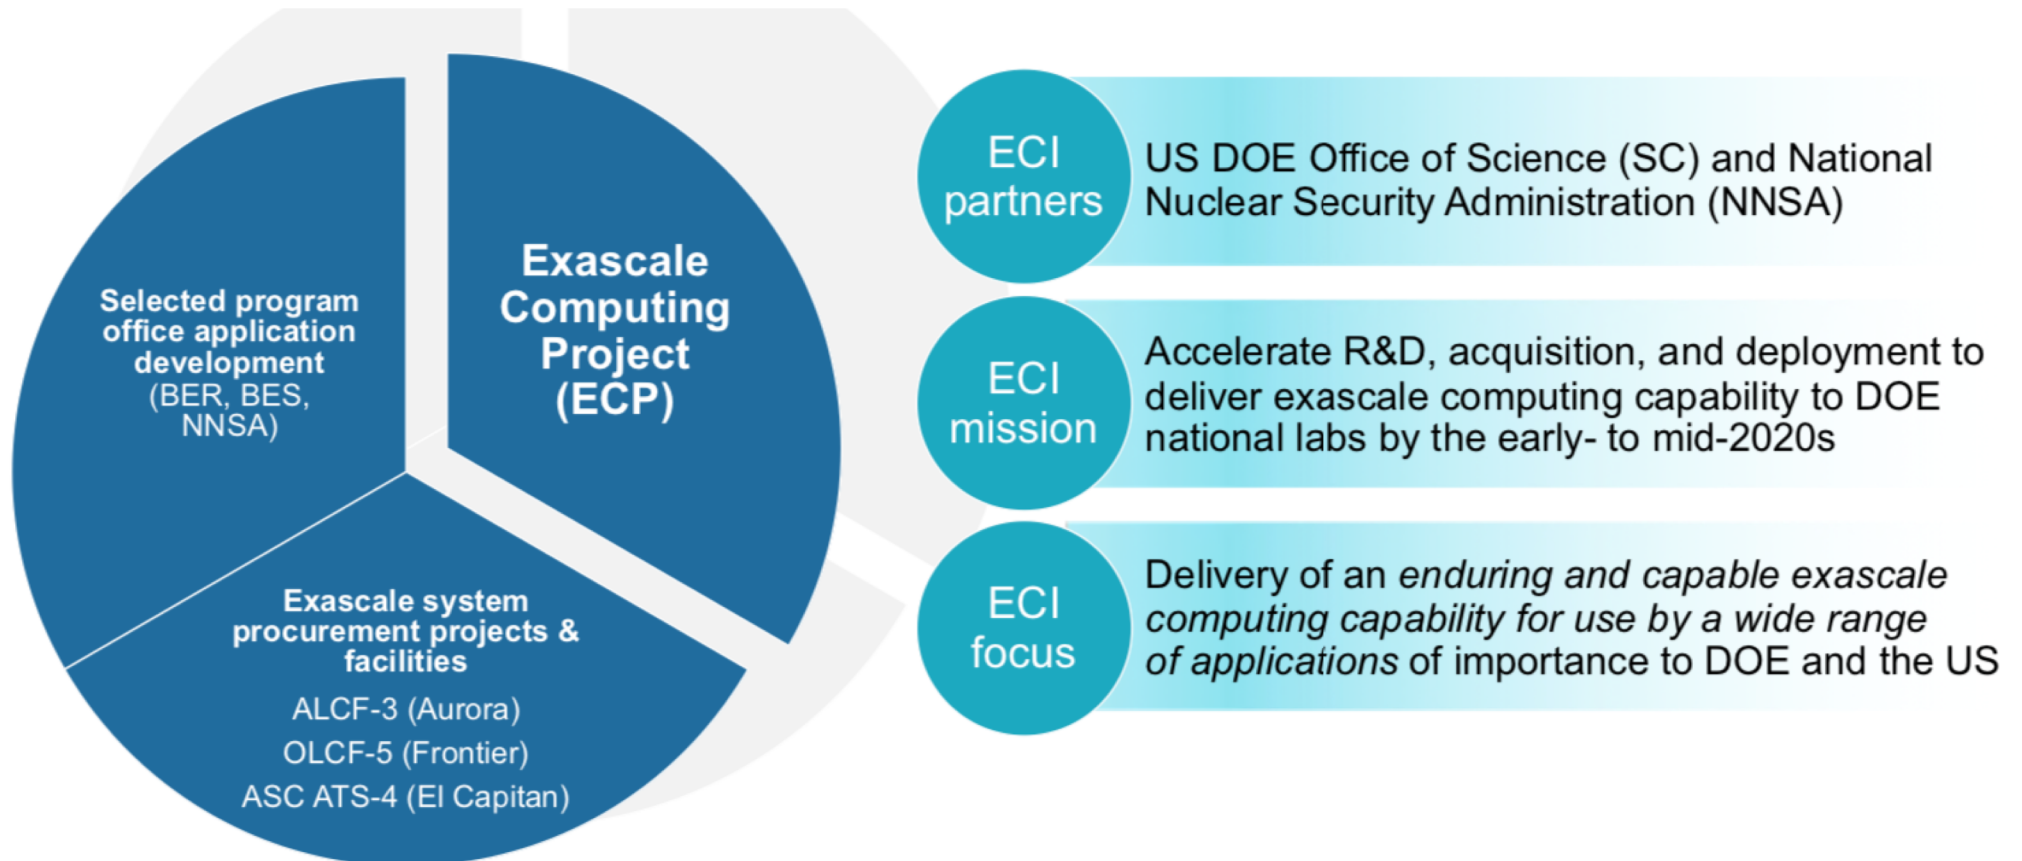 Selected program
office application
development
(BER, BES,
NNSA)
Exascale
Computing
Project
(ECP)
Exascale system
procurement projects &
facilities
ALCF-3 (Aurora)
OLCF-5 (Frontier)
ASC ATS-4 (El Capitan)
ECI
partners
US DOE Office of Science (SC) and National
Nuclear Security Administration (NNSA)
ECI
mission
Accelerate R&D, acquisition, and deployment to
deliver exascale computing capability to DOE
national labs by the early- to mid-2020s
ECI
focus
Delivery of an enduring and capable exascale
computing capability for use by a wide range
of applications of importance to DOE and the US